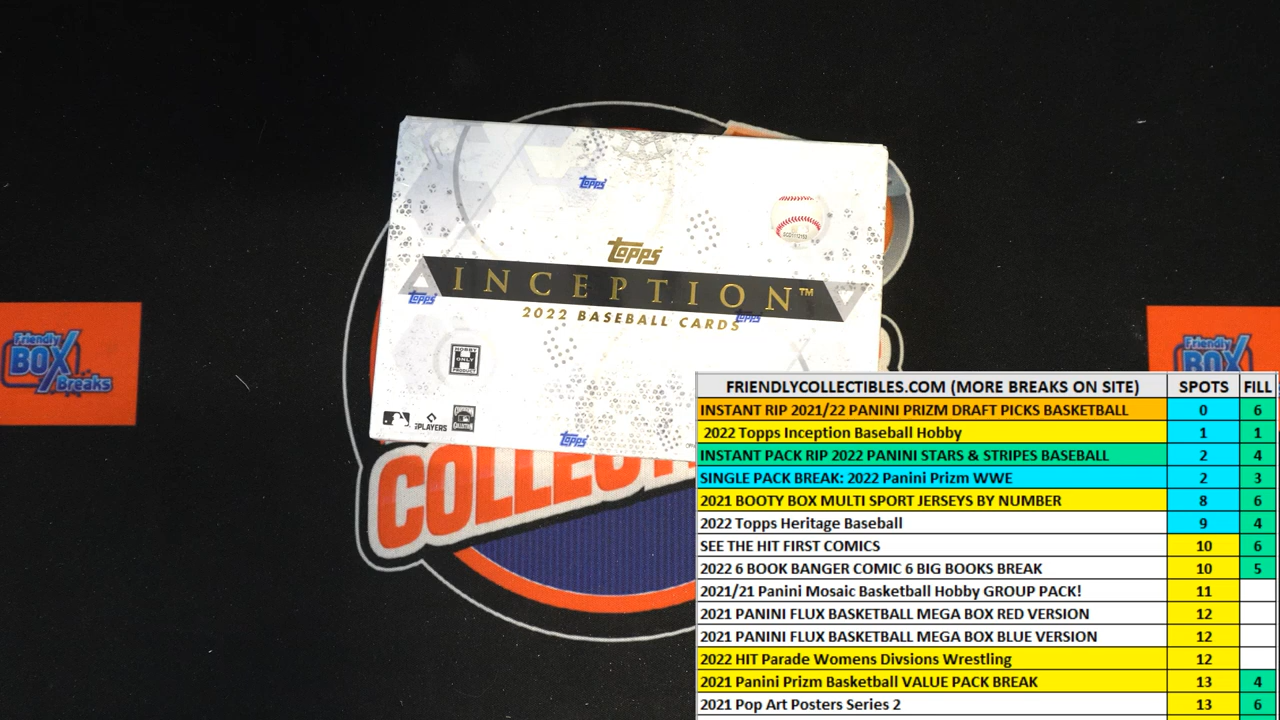 topps
topps
INCEPTION™
topps
topps
2022 BASEBALL CARDS
HOBBY
H
ONLY
PRODUCT
MLB
PLAYERS
topps
Friendly
BOX
Breaks
Friendly
BOX
COLLEC
FRIENDLYCOLLECTIBLES.COM (MORE BREAKS ON SITE) SPOTS FILL
INSTANT RIP 2021/22 PANINI PRIZM DRAFT PICKS BASKETBALL 0 6
2022 Topps Inception Baseball Hobby 1 1
INSTANT PACK RIP 2022 PANINI STARS & STRIPES BASEBALL 2 4
SINGLE PACK BREAK: 2022 Panini Prizm WWE 2 3
2021 BOOTY BOX MULTI SPORT JERSEYS BY NUMBER 8 6
2022 Topps Heritage Baseball 9 4
SEE THE HIT FIRST COMICS 10 6
2022 6 BOOK BANGER COMIC 6 BIG BOOKS BREAK 10 5
2021/21 Panini Mosaic Basketball Hobby GROUP PACK! 11
2021 PANINI FLUX BASKETBALL MEGA BOX RED VERSION 12
2021 PANINI FLUX BASKETBALL MEGA BOX BLUE VERSION 12
2022 HIT Parade Womens Divsions Wrestling 12
2021 Panini Prizm Basketball VALUE PACK BREAK 13 4
2021 Pop Art Posters Series 2 13 6